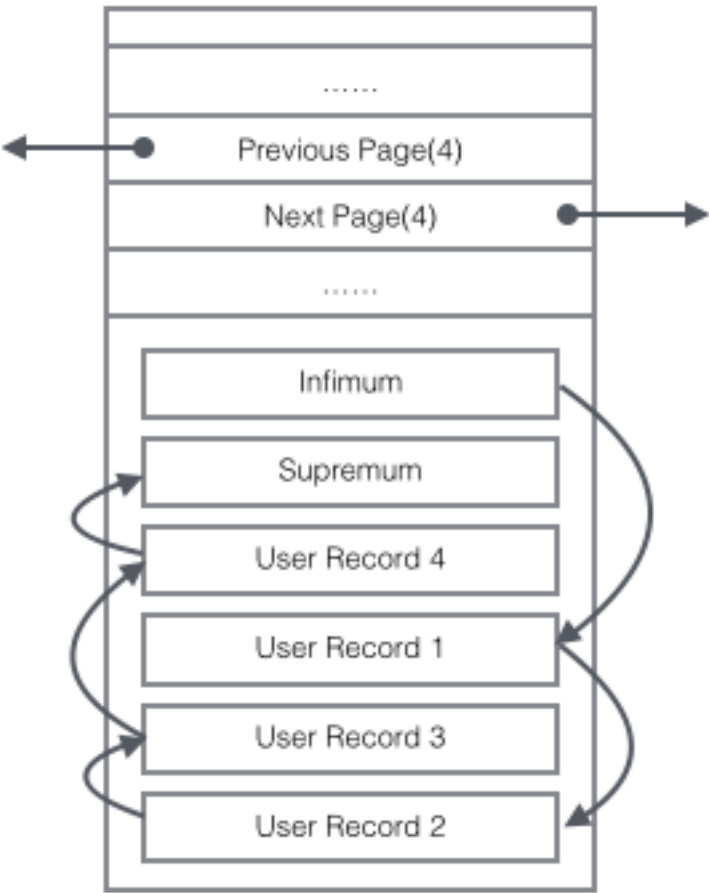 ......
Previous Page(4)
Next Page(4)
......
Infimum
Supremum
User Record 4
User Record 1
User Record 3
User Record 2